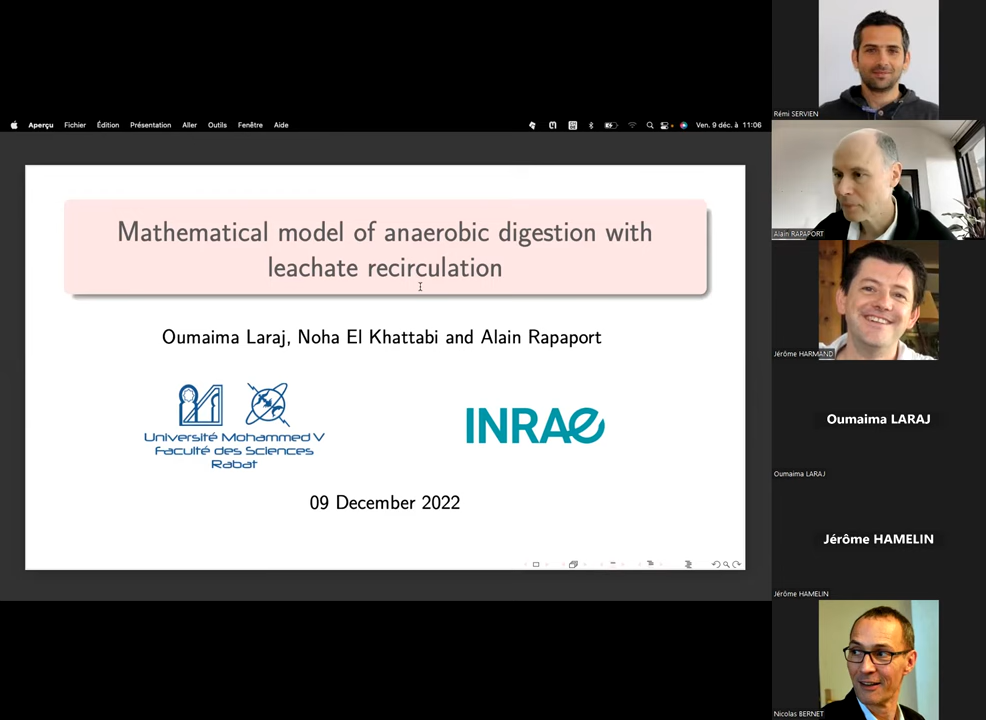 Aperçu Fichier Édition Présentation Aller Outils Fenêtre Aide Ven. 9 déc. à 11:06
Mathematical model of anaerobic digestion with
leachate recirculation
Oumaima Laraj, Noha El Khattabi and Alain Rapaport
Université Mohammed V
Faculté des Sciences
Rabat
INRAE
09 December 2022
Rémi SERVIEN
Alain RAPAPORT
Jérôme HARMAND
Oumaima LARAJ
Oumaima LARAJ
Jérôme HAMELIN
Jérôme HAMELIN
Nicolas BERNET